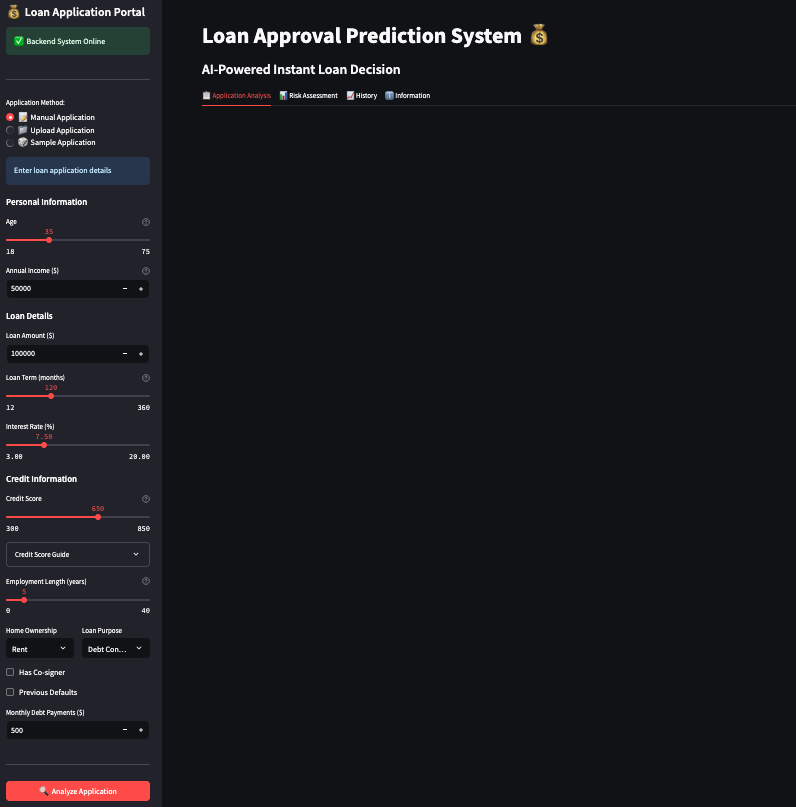 💰 Loan Application Portal
✅ Backend System Online
Application Method:
📝 Manual Application
📁 Upload Application
🎲 Sample Application
Enter loan application details
Personal Information
Age
35
18 75
Annual Income ($)
50000
Loan Details
Loan Amount ($)
100000
Loan Term (months)
120
12 360
Interest Rate (%)
7.50
3.00 20.00
Credit Information
Credit Score
650
300 850
Credit Score Guide
Employment Length (years)
5
0 40
Home Ownership Loan Purpose
Rent Debt Con...
Has Co-signer
Previous Defaults
Monthly Debt Payments ($)
500
🔍 Analyze Application
Loan Approval Prediction System 💰
AI-Powered Instant Loan Decision
📋 Application Analysis 📊 Risk Assessment 📈 History ℹ️ Information